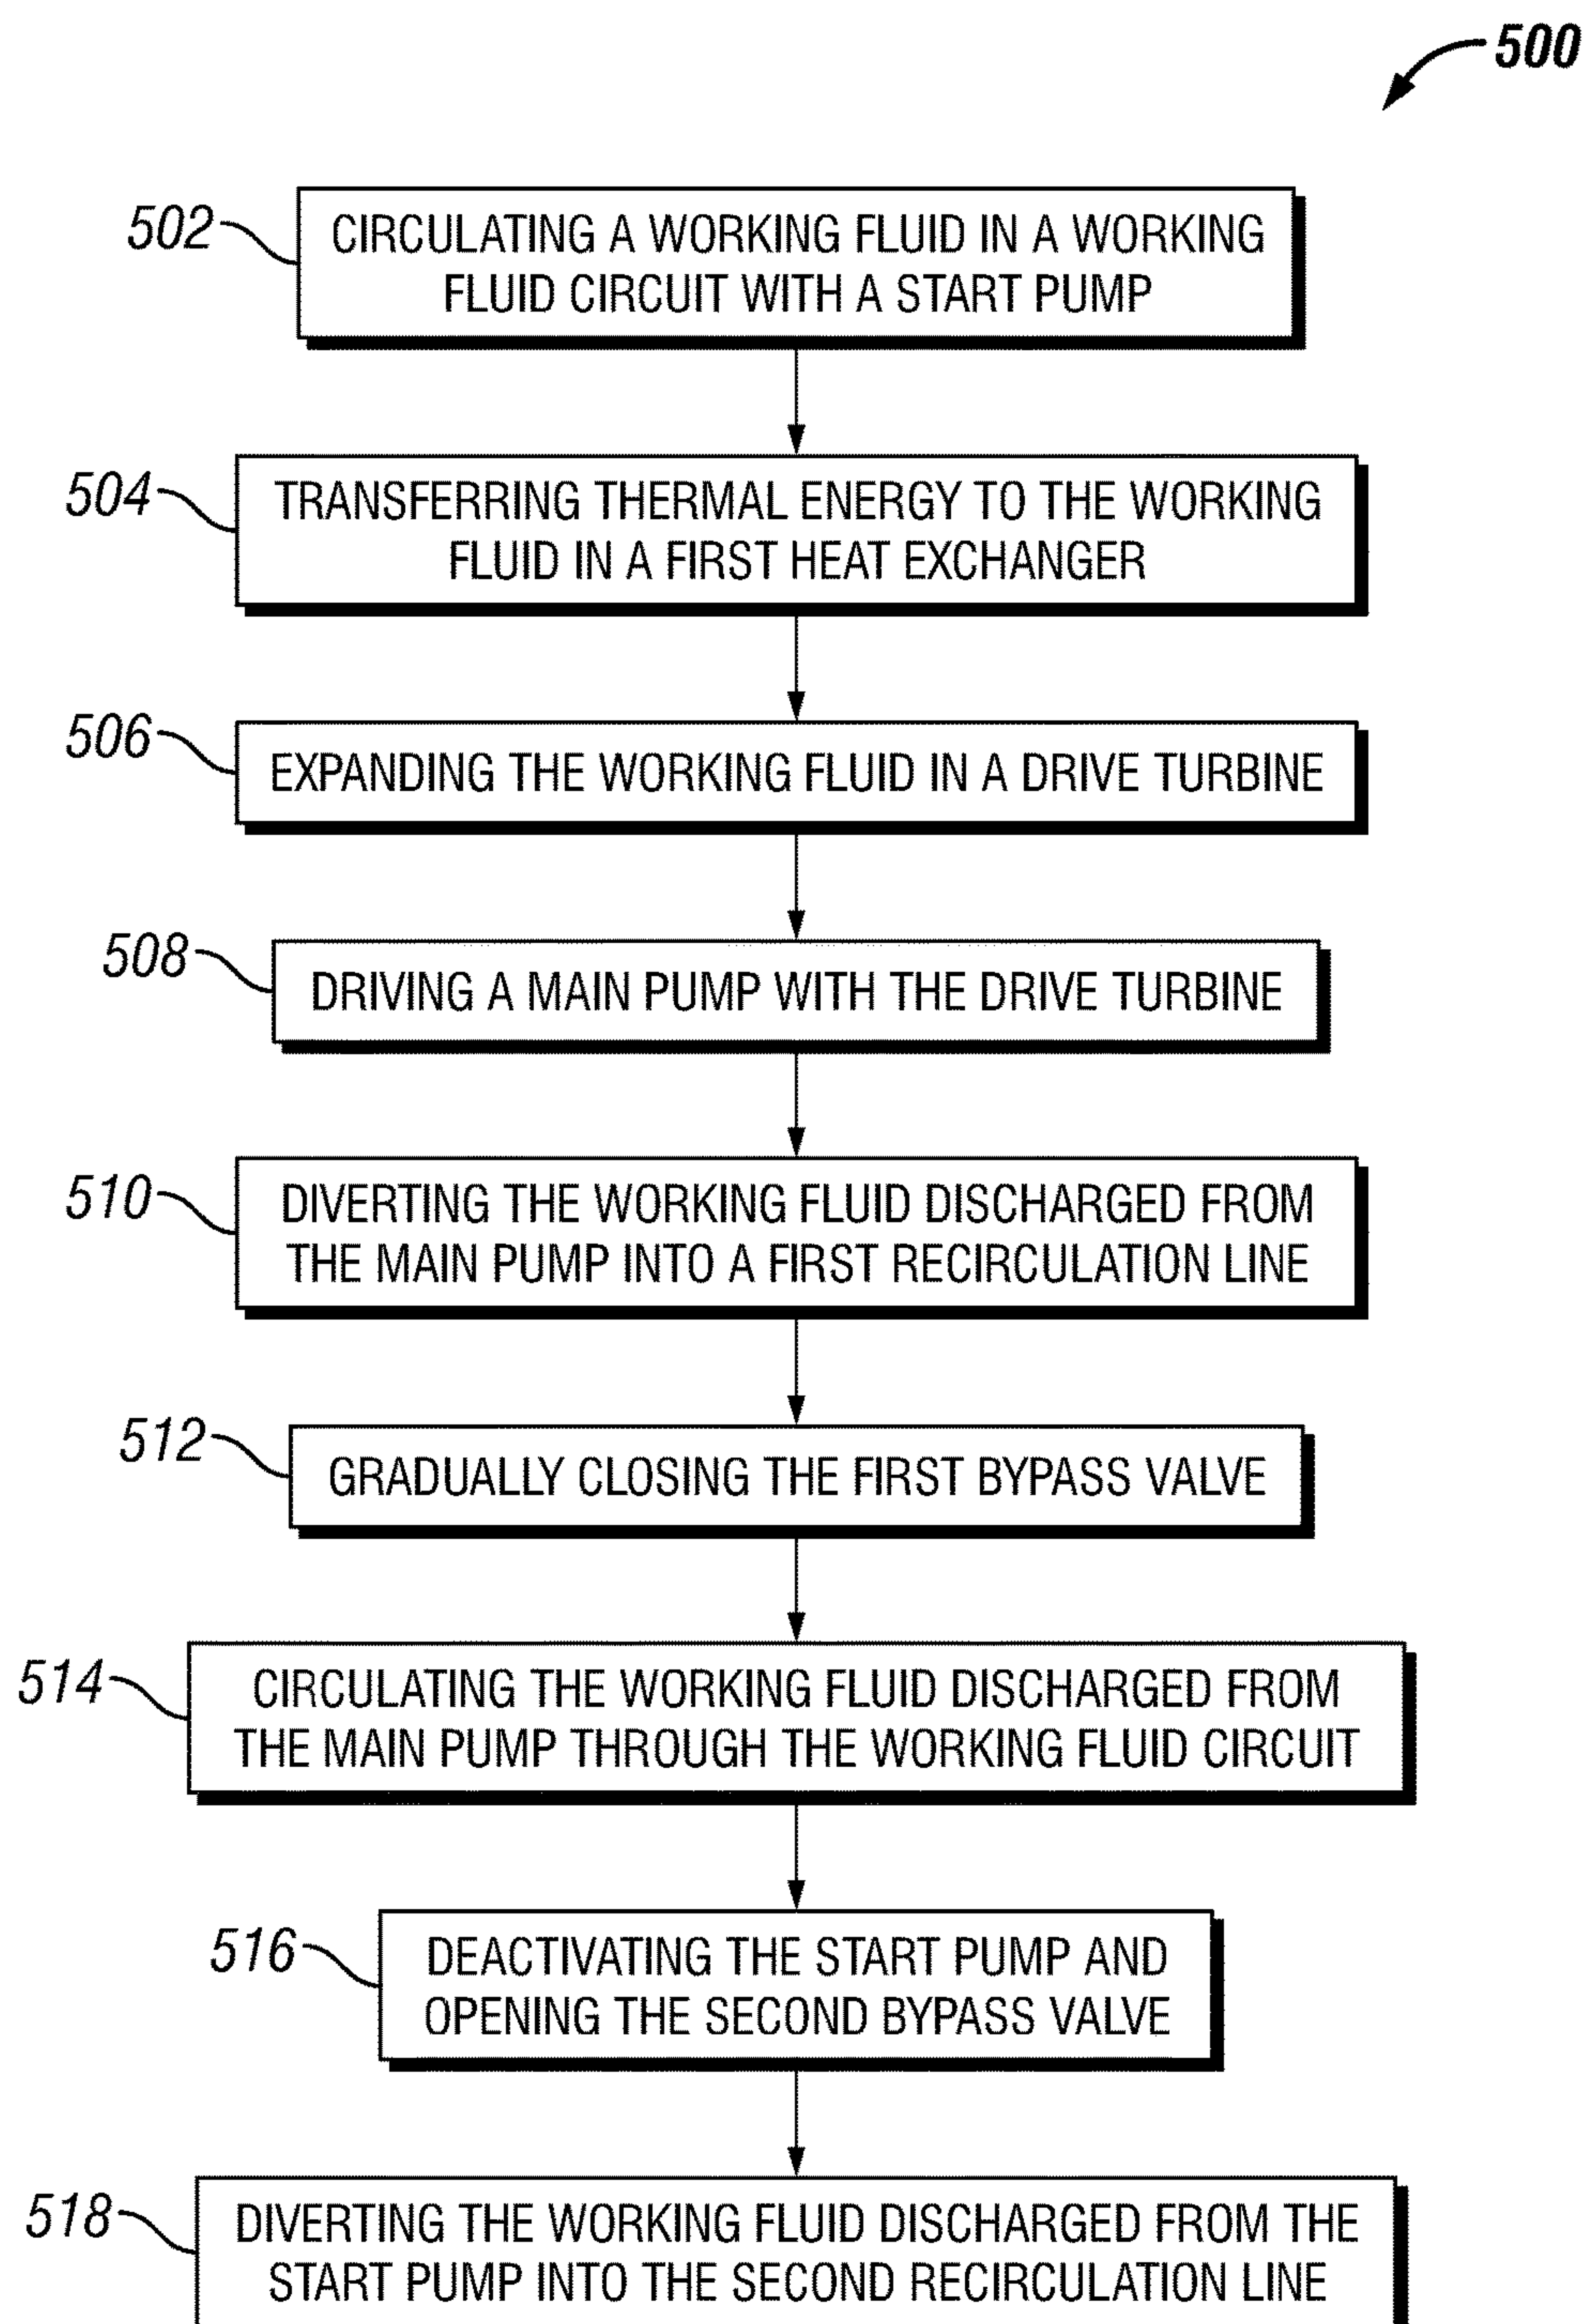 500
502
CIRCULATING A WORKING FLUID IN A WORKING
FLUID CIRCUIT WITH A START PUMP
504
TRANSFERRING THERMAL ENERGY TO THE WORKING
FLUID IN A FIRST HEAT EXCHANGER
506
EXPANDING THE WORKING FLUID IN A DRIVE TURBINE
508
DRIVING A MAIN PUMP WITH THE DRIVE TURBINE
510
DIVERTING THE WORKING FLUID DISCHARGED FROM
THE MAIN PUMP INTO A FIRST RECIRCULATION LINE
512
GRADUALLY CLOSING THE FIRST BYPASS VALVE
514
CIRCULATING THE WORKING FLUID DISCHARGED FROM
THE MAIN PUMP THROUGH THE WORKING FLUID CIRCUIT
516
DEACTIVATING THE START PUMP AND
OPENING THE SECOND BYPASS VALVE
518
DIVERTING THE WORKING FLUID DISCHARGED FROM THE
START PUMP INTO THE SECOND RECIRCULATION LINE